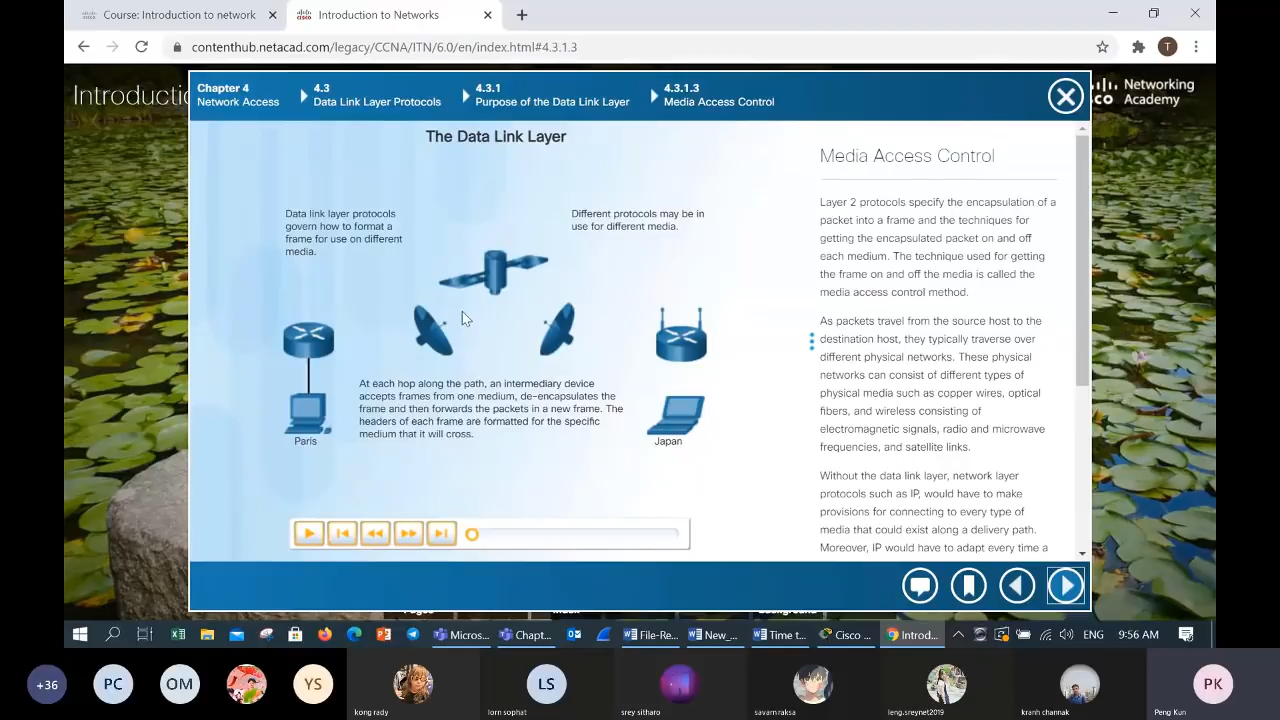 Course: Introduction to network
Introduction to Networks
contenthub.netacad.com/legacy/CCNA/ITN/6.0/en/index.html#4.3.1.3
T
Introductio
Networking
Academy
Chapter 4
Network Access
4.3
Data Link Layer Protocols
4.3.1
Purpose of the Data Link Layer
4.3.1.3
Media Access Control
The Data Link Layer
Data link layer protocols
govern how to format a
frame for use on different
media.
Different protocols may be in
use for different media.
At each hop along the path, an intermediary device
accepts frames from one medium, de-encapsulates the
frame and then forwards the packets in a new frame. The
headers of each frame are formatted for the specific
medium that it will cross.
Paris
Japan
Media Access Control
Layer 2 protocols specify the encapsulation of a
packet into a frame and the techniques for
getting the encapsulated packet on and off
each medium. The technique used for getting
the frame on and off the media is called the
media access control method.
As packets travel from the source host to the
destination host, they typically traverse over
different physical networks. These physical
networks can consist of different types of
physical media such as copper wires, optical
fibers, and wireless consisting of
electromagnetic signals, radio and microwave
frequencies, and satellite links.
Without the data link layer, network layer
protocols such as IP, would have to make
provisions for connecting to every type of
media that could exist along a delivery path.
Moreover, IP would have to adapt every time a
Micros...
Chapt...
File-Re...
New_...
Time t...
Cisco ...
Introd...
ENG
9:56 AM
+36
PC
OM
YS
kong rady
LS
lorn sophat
srey sitharo
savarn raksa
leng.sreynet2019
kranh channak
PK
Peng Kun